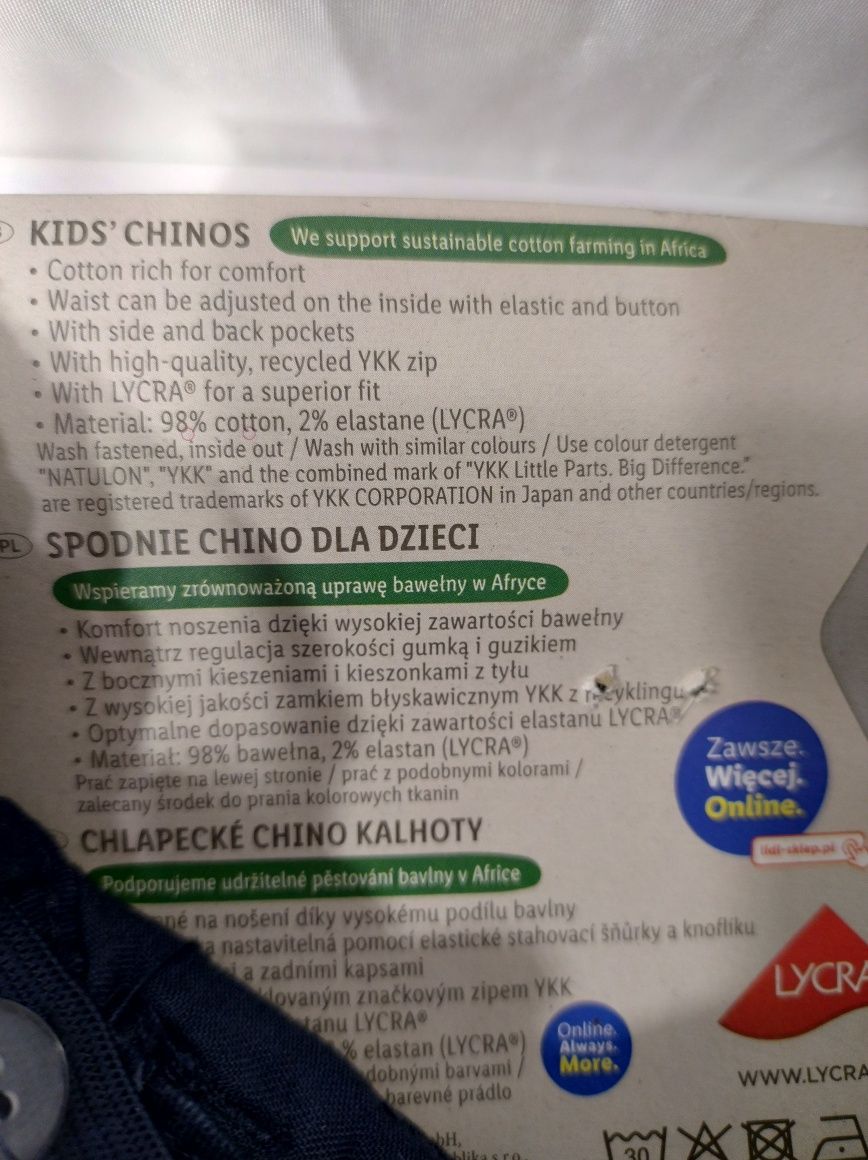 KIDS' CHINOS
We support sustainable cotton farming in Africa
• Cotton rich for comfort
• Waist can be adjusted on the inside with elastic and button
• With side and back pockets
• With high-quality, recycled YKK zip
• With LYCRA® for a superior fit
• Material: 98% cotton, 2% elastane (LYCRA®)
Wash fastened, inside out / Wash with similar colours / Use colour detergent
"NATULON", "YKK" and the combined mark of "YKK Little Parts. Big Difference."
are registered trademarks of YKK CORPORATION in Japan and other countries/regions.
PL SPODNIE CHINO DLA DZIECI
Wspieramy zrównoważoną uprawę bawełny w Afryce
• Komfort noszenia dzięki wysokiej zawartości bawełny
• Wewnątrz regulacja szerokości gumką i guzikiem
• Z bocznymi kieszeniami i kieszonkami z tyłu
• Z wysokiej jakości zamkiem błyskawicznym YKK z recyklingu
• Optymalne dopasowanie dzięki zawartości elastanu LYCRA®
• Materiał: 98% bawełna, 2% elastan (LYCRA®)
Prać zapięte na lewej stronie / prać z podobnymi kolorami /
zalecany środek do prania kolorowych tkanin
Zawsze.
Więcej.
Online.
lidl-sklep.pl
CHLAPECKÉ CHINO KALHOTY
Podporujeme udržitelné pěstování bavlny v Africe
na nošení díky vysokému podílu bavlny
nastavitelná pomocí elastické stahovací šňůrky a knoflíku
a zadními kapsami
značkovým zipem YKK
LYCRA®
% elastan (LYCRA®)
barvami /
barevné prádlo
Online.
Always.
More.
LYCRA
WWW.LYCRA
30